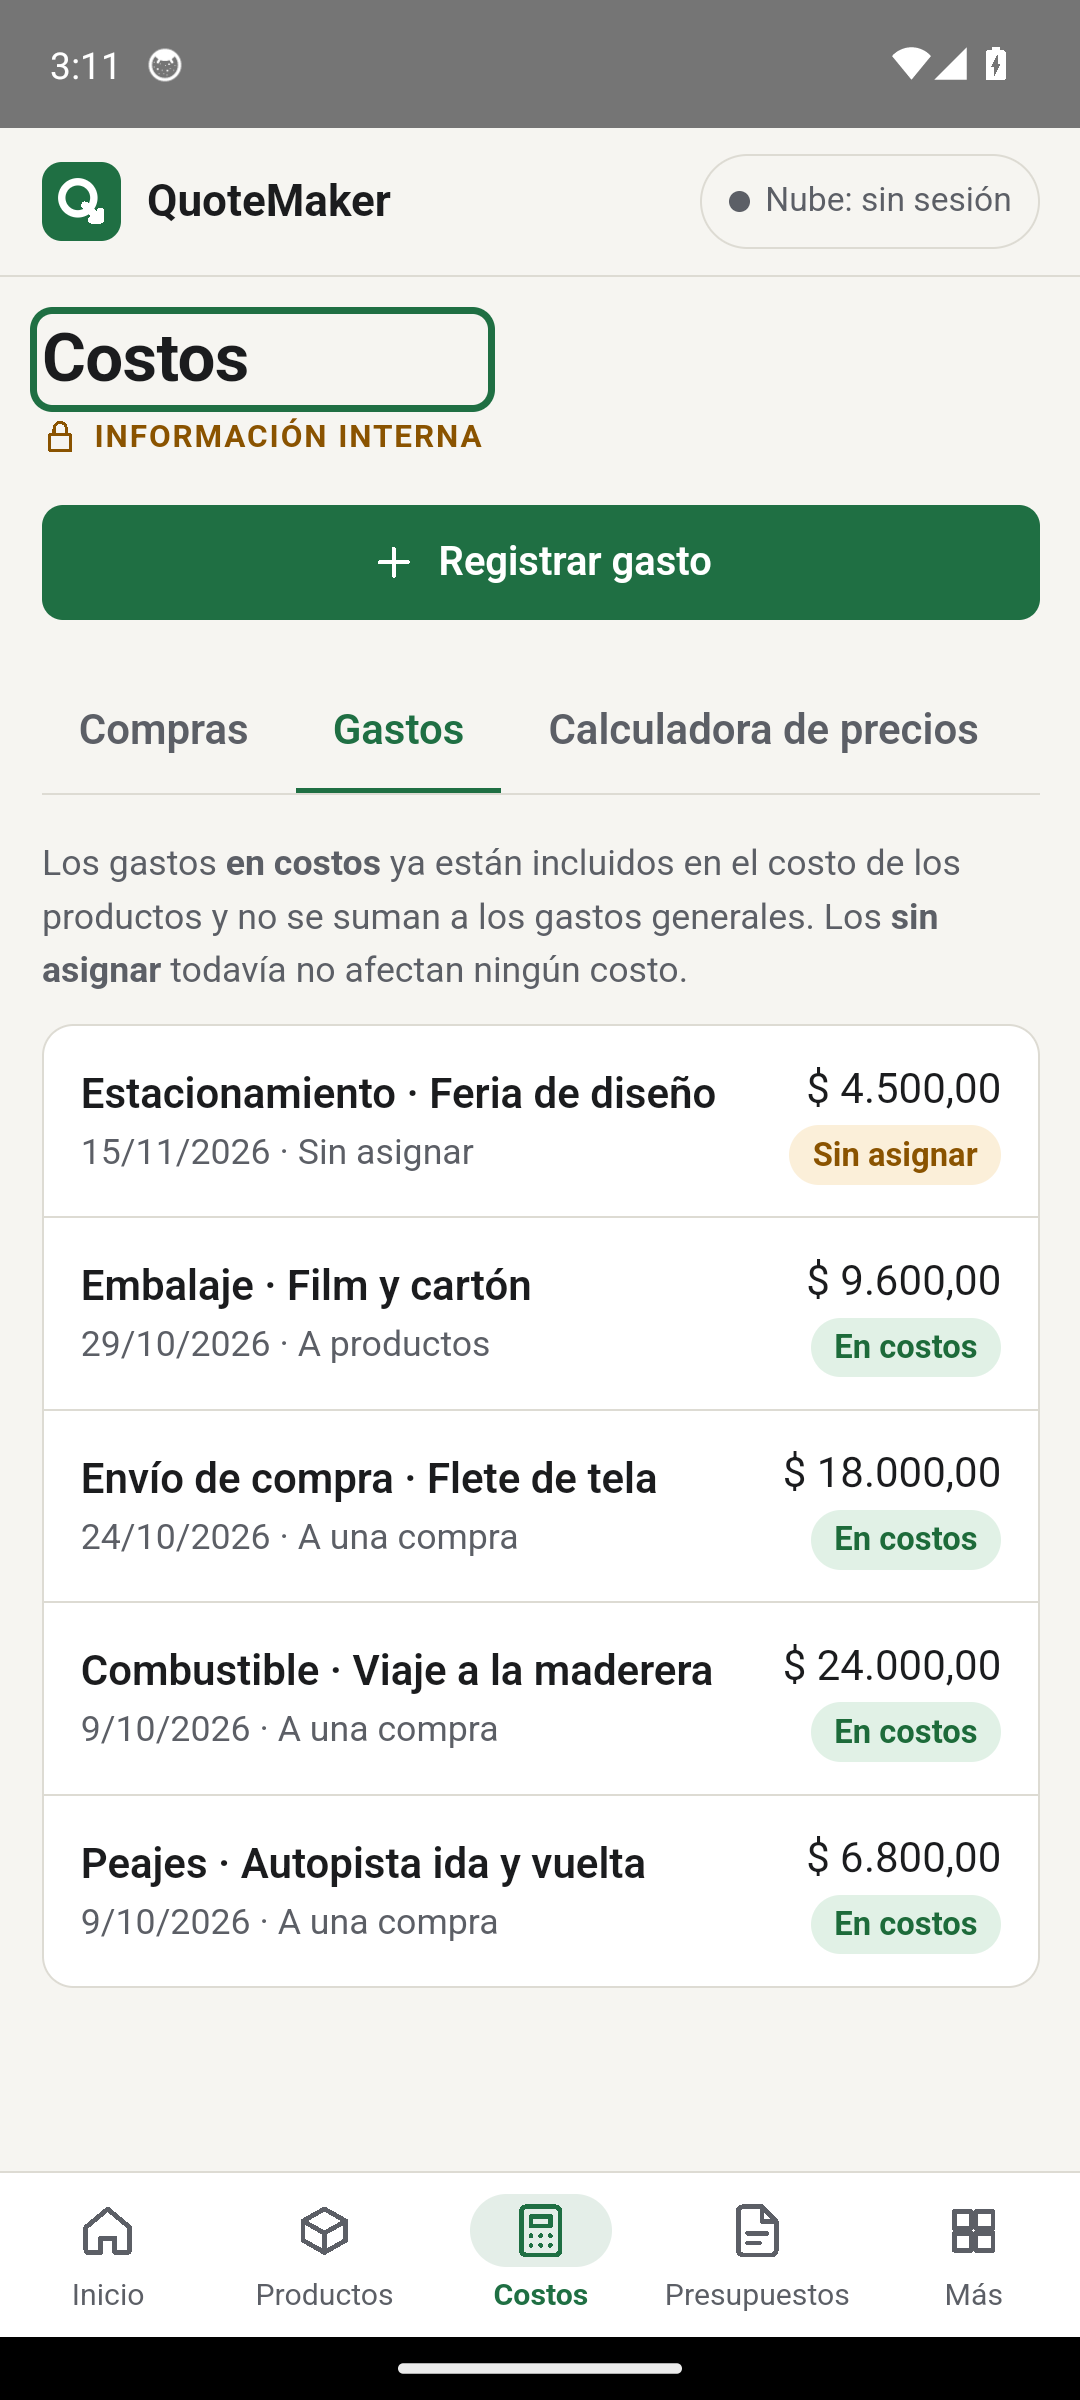 3:11
QuoteMaker
Nube: sin sesión
Costos
INFORMACIÓN INTERNA
Registrar gasto
Compras
Gastos
Calculadora de precios
Los gastos en costos ya están incluidos en el costo de los
productos y no se suman a los gastos generales. Los sin
asignar todavía no afectan ningún costo.
Estacionamiento · Feria de diseño
$ 4.500,00
15/11/2026 · Sin asignar
Sin asignar
Embalaje · Film y cartón
$ 9.600,00
29/10/2026 · A productos
En costos
Envío de compra · Flete de tela
$ 18.000,00
24/10/2026 · A una compra
En costos
Combustible · Viaje a la maderera
$ 24.000,00
9/10/2026 · A una compra
En costos
Peajes · Autopista ida y vuelta
$ 6.800,00
9/10/2026 · A una compra
En costos
Inicio
Productos
Costos
Presupuestos
Más